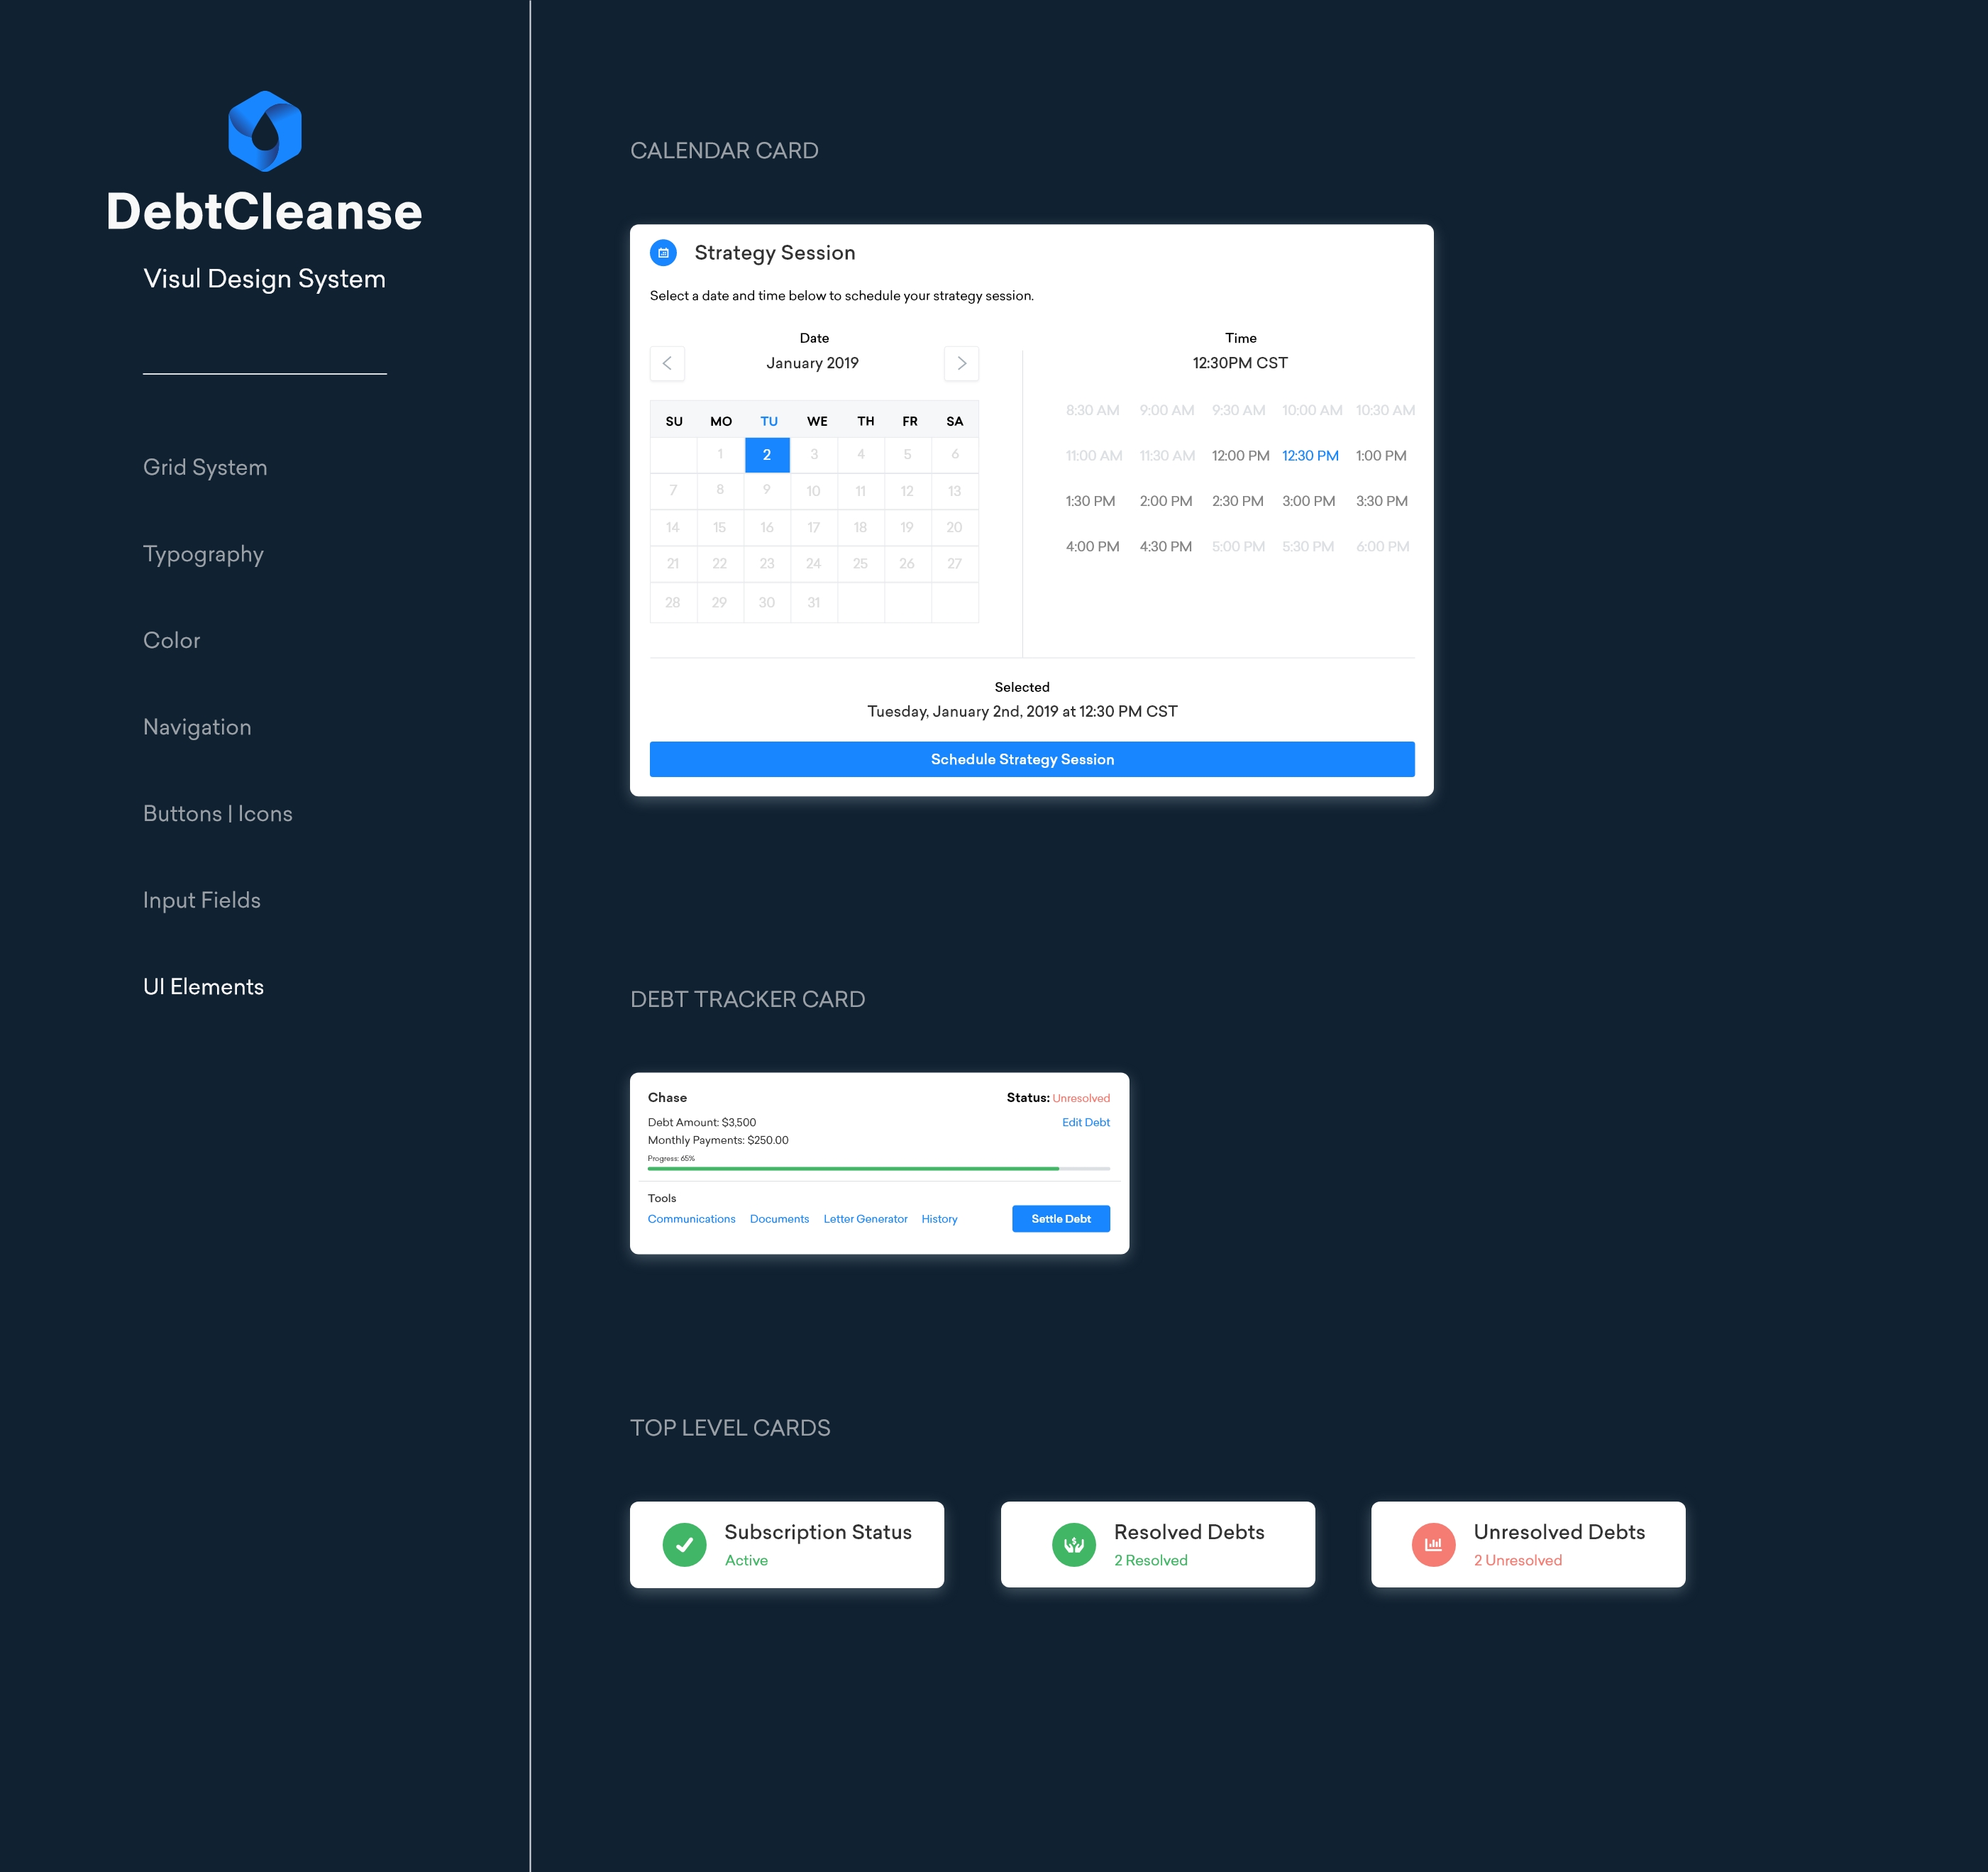 DebtCleanse
Visul Design System
Grid System
Typography
Color
Navigation
Buttons | Icons
Input Fields
UI Elements
CALENDAR CARD
Strategy Session
Select a date and time below to schedule your strategy session.
Date
January 2019
SU MO TU WE TH FR SA
1 2 3 4 5 6
7 8 9 10 11 12 13
14 15 16 17 18 19 20
21 22 23 24 25 26 27
28 29 30 31
Time
12:30PM CST
8:30 AM 9:00 AM 9:30 AM 10:00 AM 10:30 AM
11:00 AM 11:30 AM 12:00 PM 12:30 PM 1:00 PM
1:30 PM 2:00 PM 2:30 PM 3:00 PM 3:30 PM
4:00 PM 4:30 PM 5:00 PM 5:30 PM 6:00 PM
Selected
Tuesday, January 2nd, 2019 at 12:30 PM CST
Schedule Strategy Session
DEBT TRACKER CARD
Chase Status: Unresolved
Debt Amount: $3,500 Edit Debt
Monthly Payments: $250.00
Progress: 65%
Tools
Communications Documents Letter Generator History Settle Debt
TOP LEVEL CARDS
Subscription Status
Active
Resolved Debts
2 Resolved
Unresolved Debts
2 Unresolved